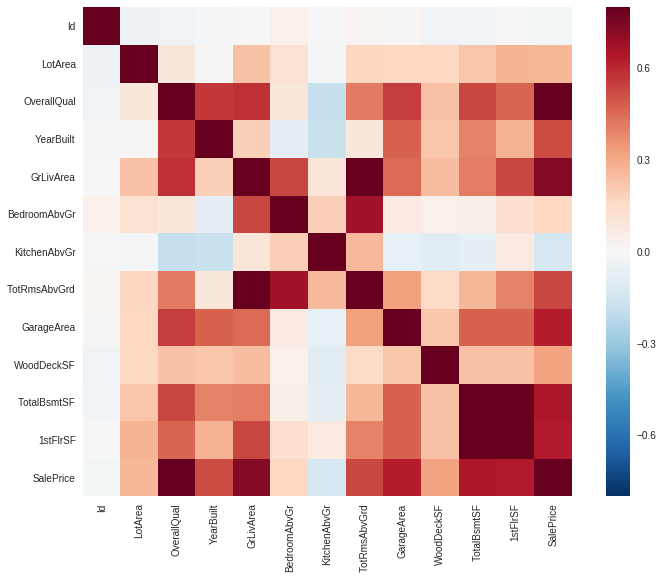 Id
LotArea
OverallQual
YearBuilt
GrLivArea
BedroomAbvGr
KitchenAbvGr
TotRmsAbvGrd
GarageArea
WoodDeckSF
TotalBsmtSF
1stFlrSF
SalePrice
Id
LotArea
OverallQual
YearBuilt
GrLivArea
BedroomAbvGr
KitchenAbvGr
TotRmsAbvGrd
GarageArea
WoodDeckSF
TotalBsmtSF
1stFlrSF
SalePrice
0.6
0.3
0.0
−0.3
−0.6